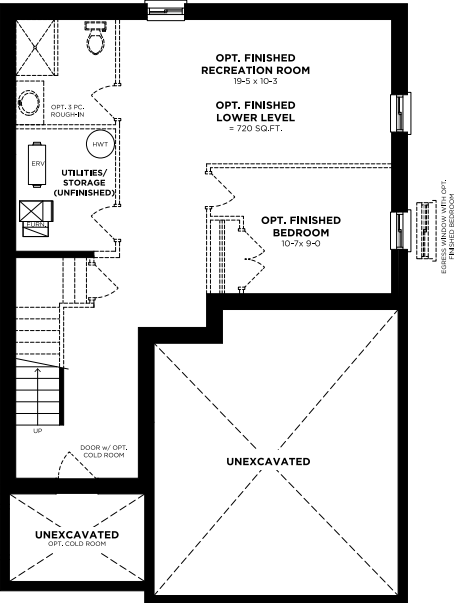 OPT. FINISHED
RECREATION ROOM
19-5 x 10-3
OPT. FINISHED
LOWER LEVEL
= 720 SQ.FT.
OPT. 3 PC.
ROUGH-IN
HWT
ERV
UTILITIES/
STORAGE
(UNFINISHED)
FURN.
OPT. FINISHED
BEDROOM
10-7x 9-0
EGRESS WINDOW WITH OPT.
FINISHED BEDROOM
UP
DOOR w/ OPT.
COLD ROOM
UNEXCAVATED
UNEXCAVATED
OPT. COLD ROOM